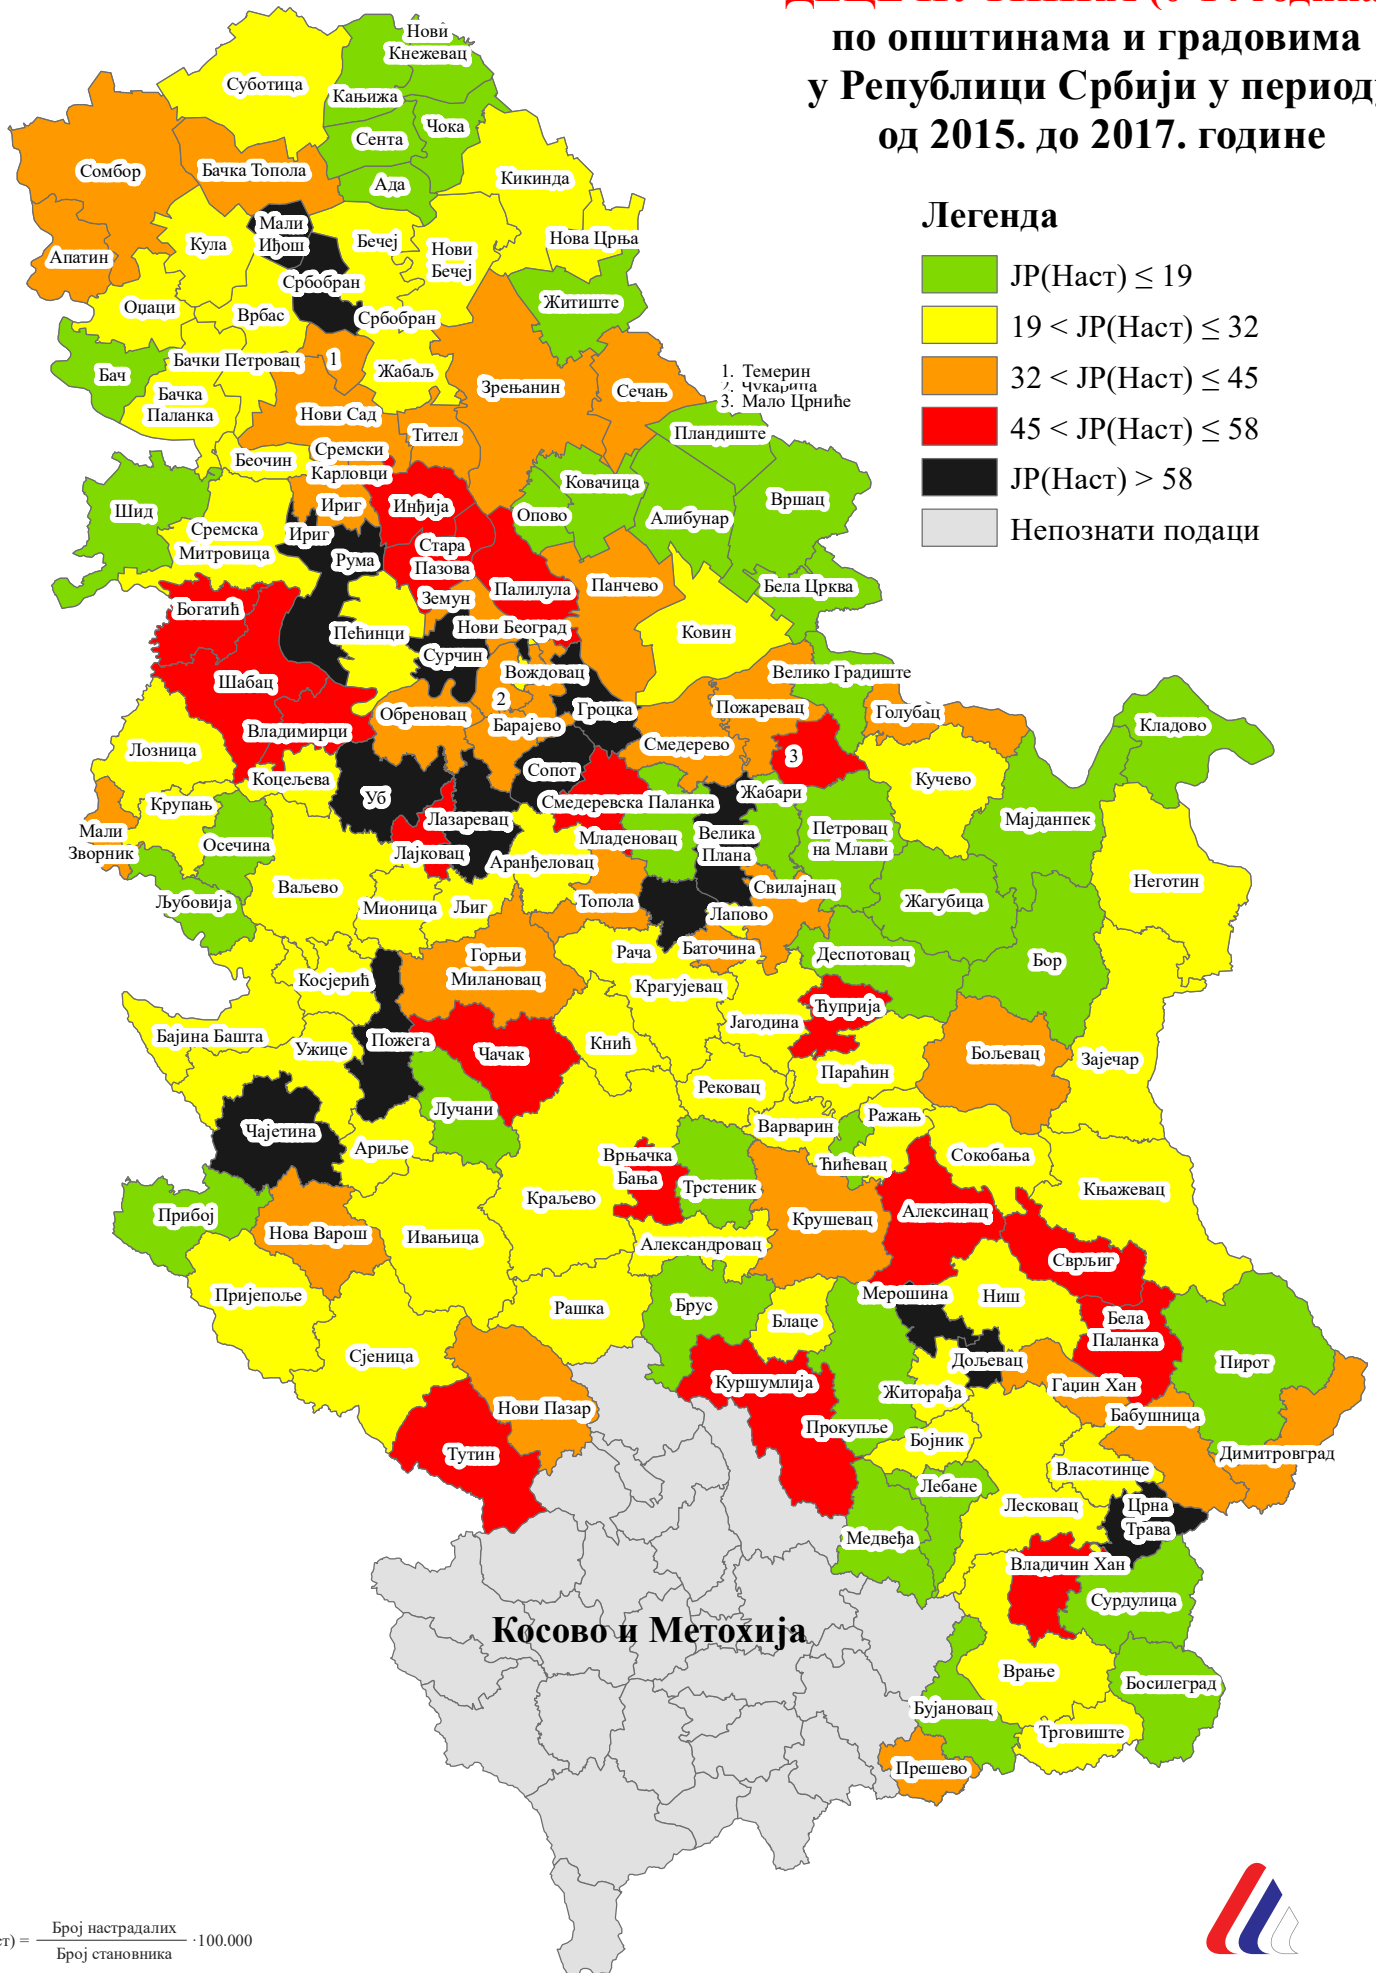 по општинама и градовима
у Републици Србији у периоду
од 2015. до 2017. године
Легенда
ЈР(Наст) ≤ 19
19 < ЈР(Наст) ≤ 32
32 < ЈР(Наст) ≤ 45
45 < ЈР(Наст) ≤ 58
ЈР(Наст) > 58
Непознати подаци
1. Темерин
2. Чукарица
3. Мало Црниће
Нови
Кнежевац
Суботица
Кањижа
Чока
Сента
Сомбор
Бачка Топола
Ада
Кикинда
Мали
Иђош
Кула
Бечеј
Нови
Бечеј
Нова Црња
Апатин
Србобран
Житиште
Оџаци
Врбас
Србобран
Бачки Петровац
1
Жабаљ
Бач
Зрењанин
Сечањ
Бачка
Паланка
Нови Сад
Тител
Пландиште
Сремски
Карловци
Беочин
Ковачица
Вршац
Шид
Ириг
Инђија
Опово
Алибунар
Сремска
Митровица
Ириг
Рума
Стара
Пазова
Палилула
Панчево
Бела Црква
Земун
Богатић
Нови Београд
Пећинци
Ковин
Сурчин
Вождовац
Велико Градиште
Шабац
2
Гроцка
Пожаревац
Голубац
Кладово
Обреновац
Барајево
Владимирци
Смедерево
3
Лозница
Сопот
Коцељева
Кучево
Уб
Жабари
Смедеревска Паланка
Крупањ
Лазаревац
Мајданпек
Мали
Зворник
Осечина
Младеновац
Велика
Плана
Петровац
на Млави
Лајковац
Аранђеловац
Неготин
Ваљево
Свилајнац
Љубовија
Мионица
Љиг
Топола
Лапово
Жагубица
Рача
Баточина
Деспотовац
Горњи
Милановац
Бор
Косјерић
Крагујевац
Ћуприја
Јагодина
Бајина Башта
Ужице
Пожега
Чачак
Кнић
Бољевац
Зајечар
Параћин
Рековац
Лучани
Ражањ
Варварин
Чајетина
Ариље
Врњачка
Бања
Ћићевац
Сокобања
Трстеник
Књажевац
Краљево
Прибој
Нова Варош
Ивањица
Крушевац
Алексинац
Александровац
Сврљиг
Пријепоље
Мерошина
Ниш
Рашка
Брус
Блаце
Бела
Паланка
Сјеница
Дољевац
Пирот
Куршумлија
Житорађа
Гаџин Хан
Нови Пазар
Бабушница
Прокупље
Бојник
Тутин
Димитровград
Власотинце
Лебане
Лесковац
Црна
Трава
Медвеђа
Владичин Хан
Сурдулица
Косово и Метохија
Врање
Босилеград
Бујановац
Трговиште
Прешево
Број настрадалих
ст) = ·100.000
Број становника